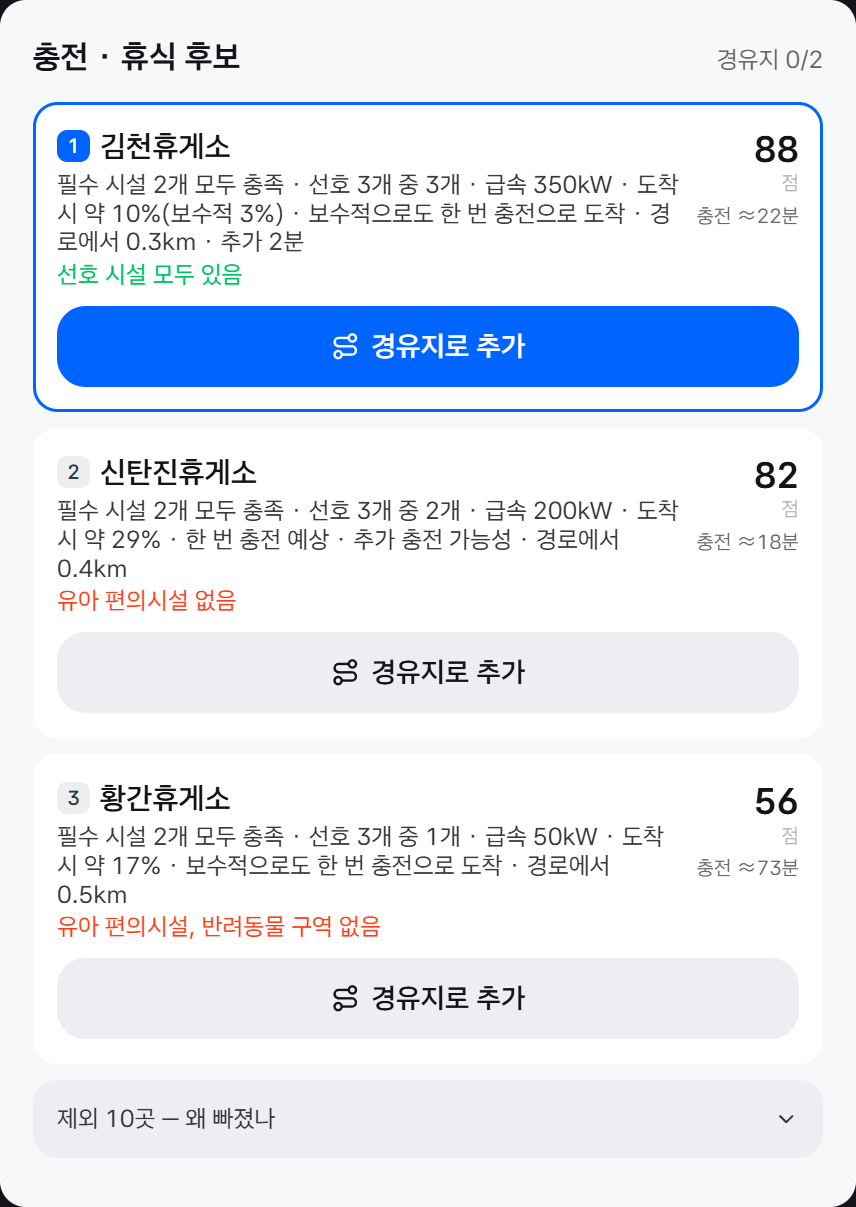 충전 · 휴식 후보
경유지 0/2
1 김천휴게소
88
점
충전 ≈22분
필수 시설 2개 모두 충족 · 선호 3개 중 3개 · 급속 350kW · 도착
시 약 10%(보수적 3%) · 보수적으로도 한 번 충전으로 도착 · 경
로에서 0.3km · 추가 2분
선호 시설 모두 있음
경유지로 추가
2 신탄진휴게소
82
점
충전 ≈18분
필수 시설 2개 모두 충족 · 선호 3개 중 2개 · 급속 200kW · 도착
시 약 29% · 한 번 충전 예상 · 추가 충전 가능성 · 경로에서
0.4km
유아 편의시설 없음
경유지로 추가
3 황간휴게소
56
점
충전 ≈73분
필수 시설 2개 모두 충족 · 선호 3개 중 1개 · 급속 50kW · 도착
시 약 17% · 보수적으로도 한 번 충전으로 도착 · 경로에서
0.5km
유아 편의시설, 반려동물 구역 없음
경유지로 추가
제외 10곳 — 왜 빠졌나